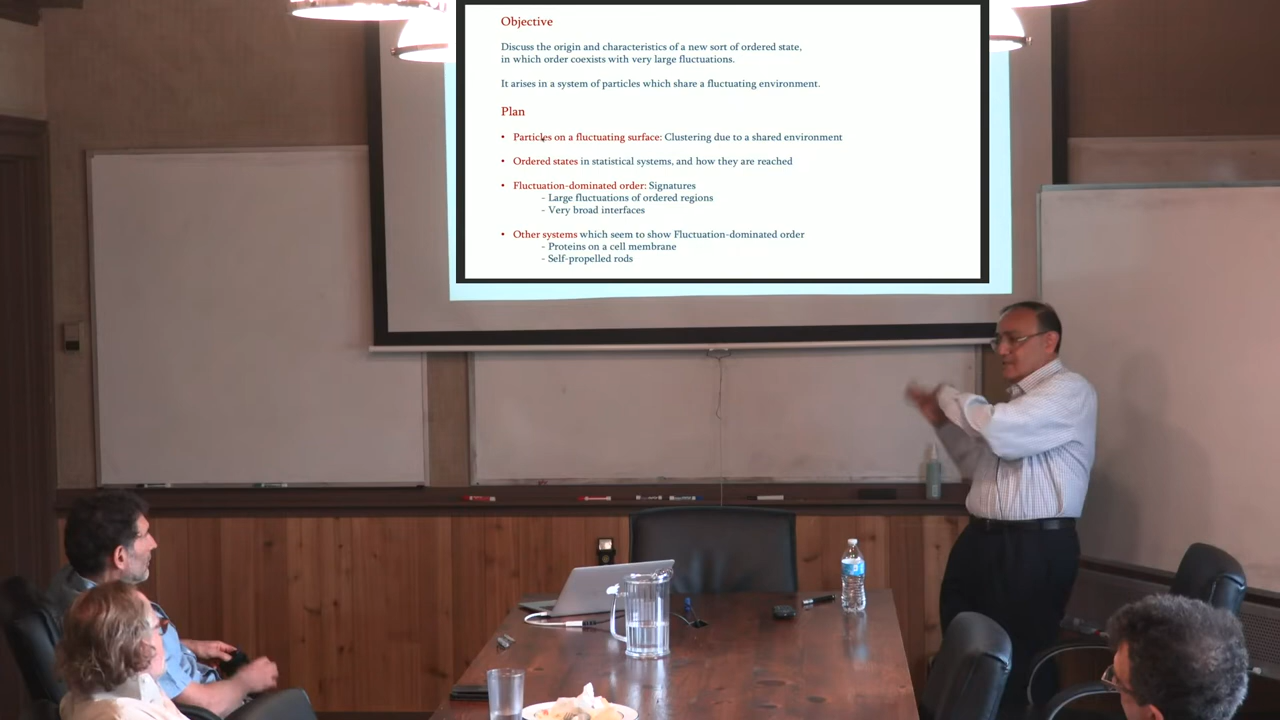 Objective
Discuss the origin and characteristics of a new sort of ordered state,
in which order coexists with very large fluctuations.
It arises in a system of particles which share a fluctuating environment.
Plan
• Particles on a fluctuating surface: Clustering due to a shared environment
• Ordered states in statistical systems, and how they are reached
• Fluctuation-dominated order: Signatures
- Large fluctuations of ordered regions
- Very broad interfaces
• Other systems which seem to show Fluctuation-dominated order
- Proteins on a cell membrane
- Self-propelled rods